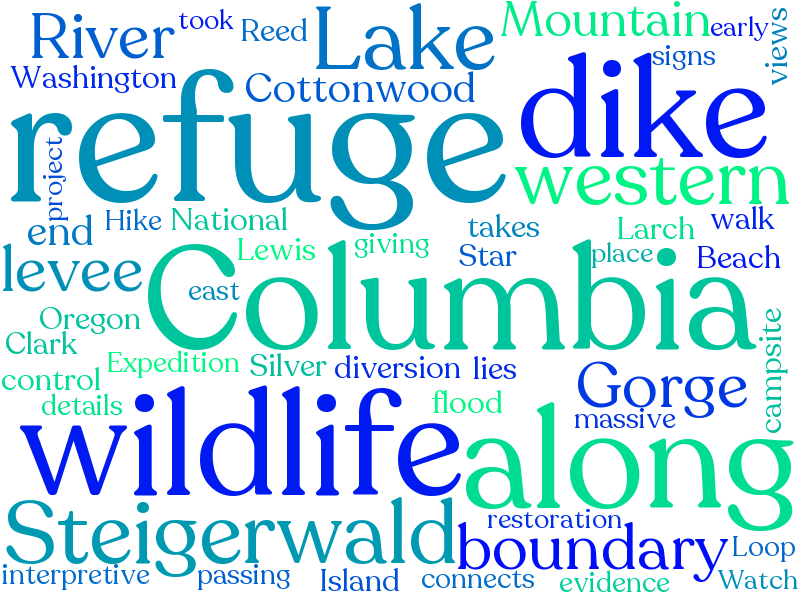 River
took
Reed
Lake
Mountain
early
views
Washington
Cottonwood
signs
refuge
dike
project
western
end
Hike
National
takes
Larch
walk
levee
Lewis
giving
Star
place
Beach
east
Columbia
Oregon
Clark
campsite
control
Expedition
Silver
diversion
lies
Gorge
details
flood
massive
wildlife
along
Steigerwald
restoration
boundary
Loop
interpretive
passing
Island
connects
evidence
Watch